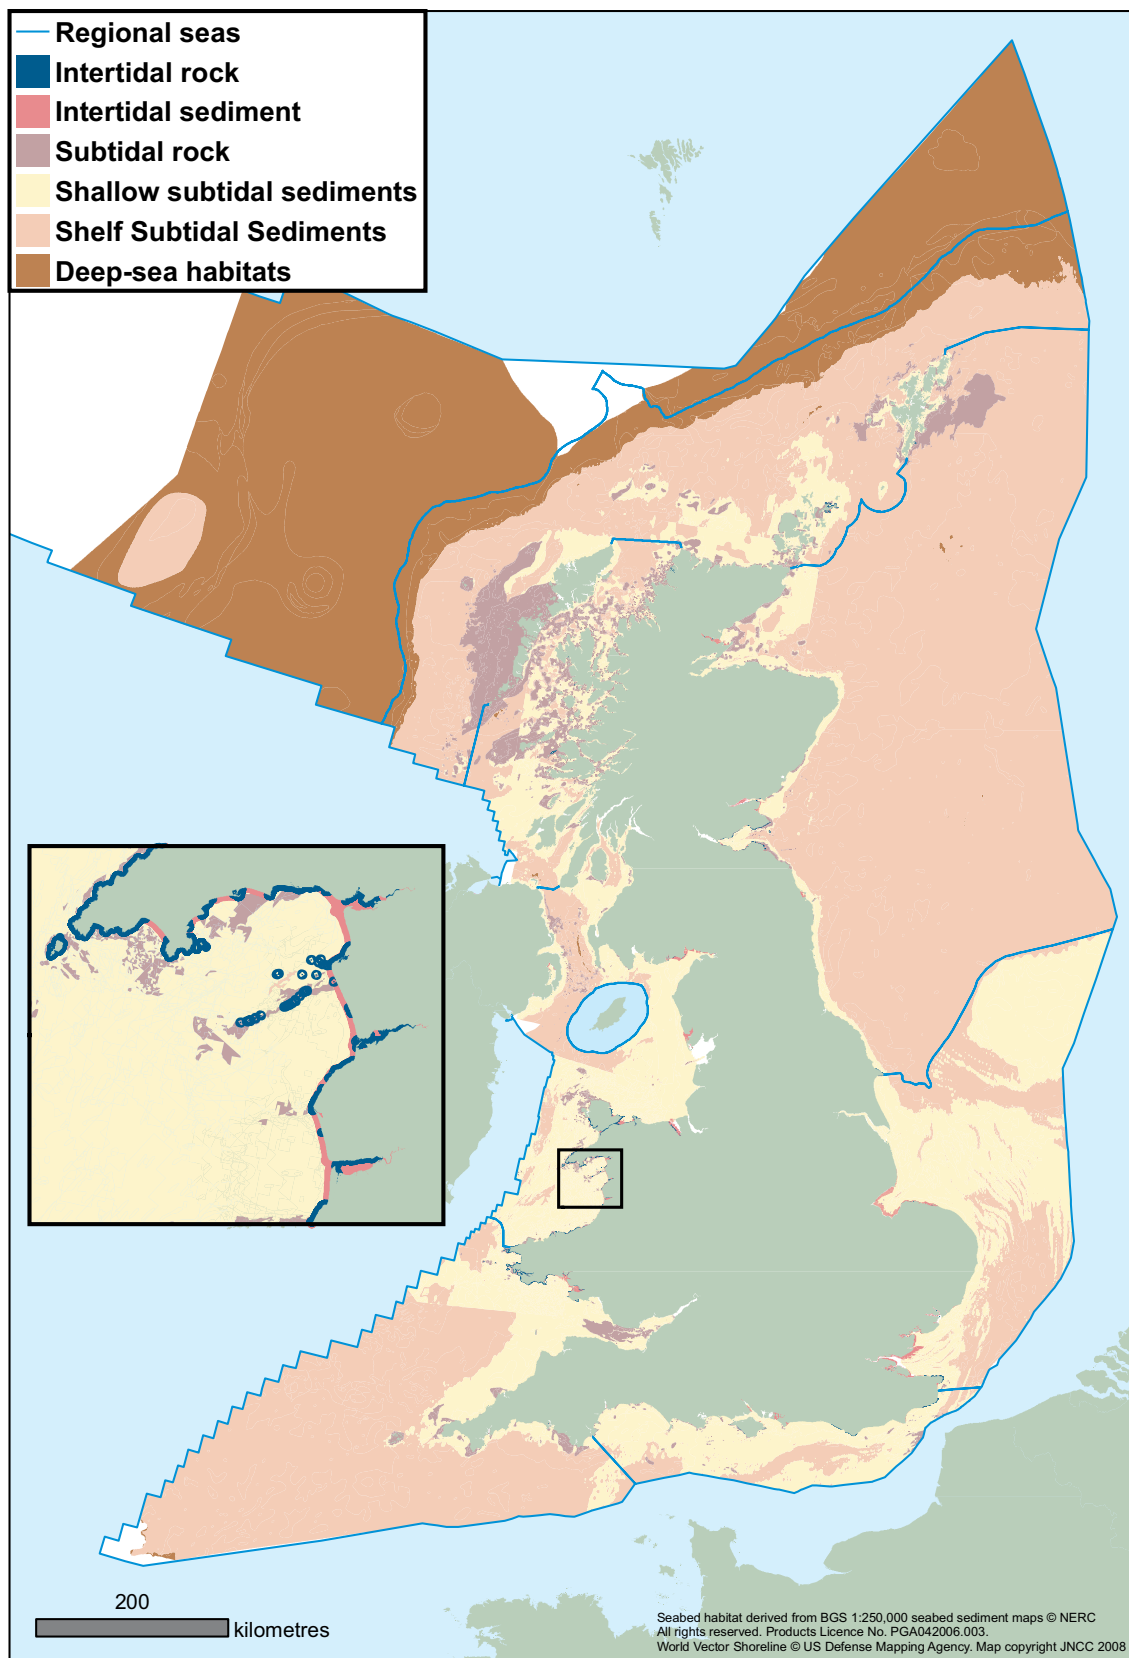 Regional seas
Intertidal rock
Intertidal sediment
Subtidal rock
Shallow subtidal sediments
Shelf Subtidal Sediments
Deep-sea habitats
200
kilometres
Seabed habitat derived from BGS 1:250,000 seabed sediment maps © NERC
All rights reserved. Products Licence No. PGA042006.003.
World Vector Shoreline © US Defense Mapping Agency. Map copyright JNCC 2008